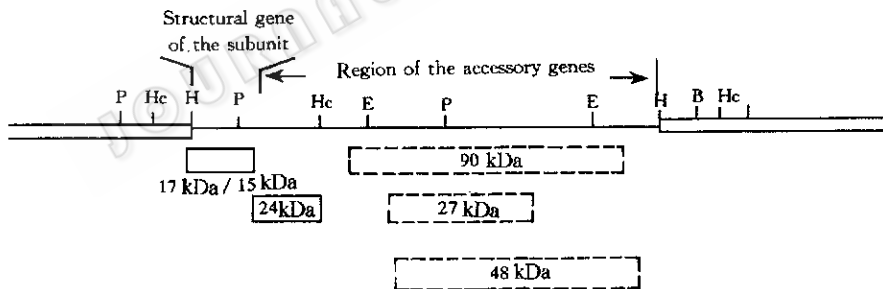 Structural gene
of the subunit
Region of the accessory genes
P Hc H P Hc E P E H B Hc
90 kDa
17 kDa / 15 kDa
24kDa
27 kDa
48 kDa